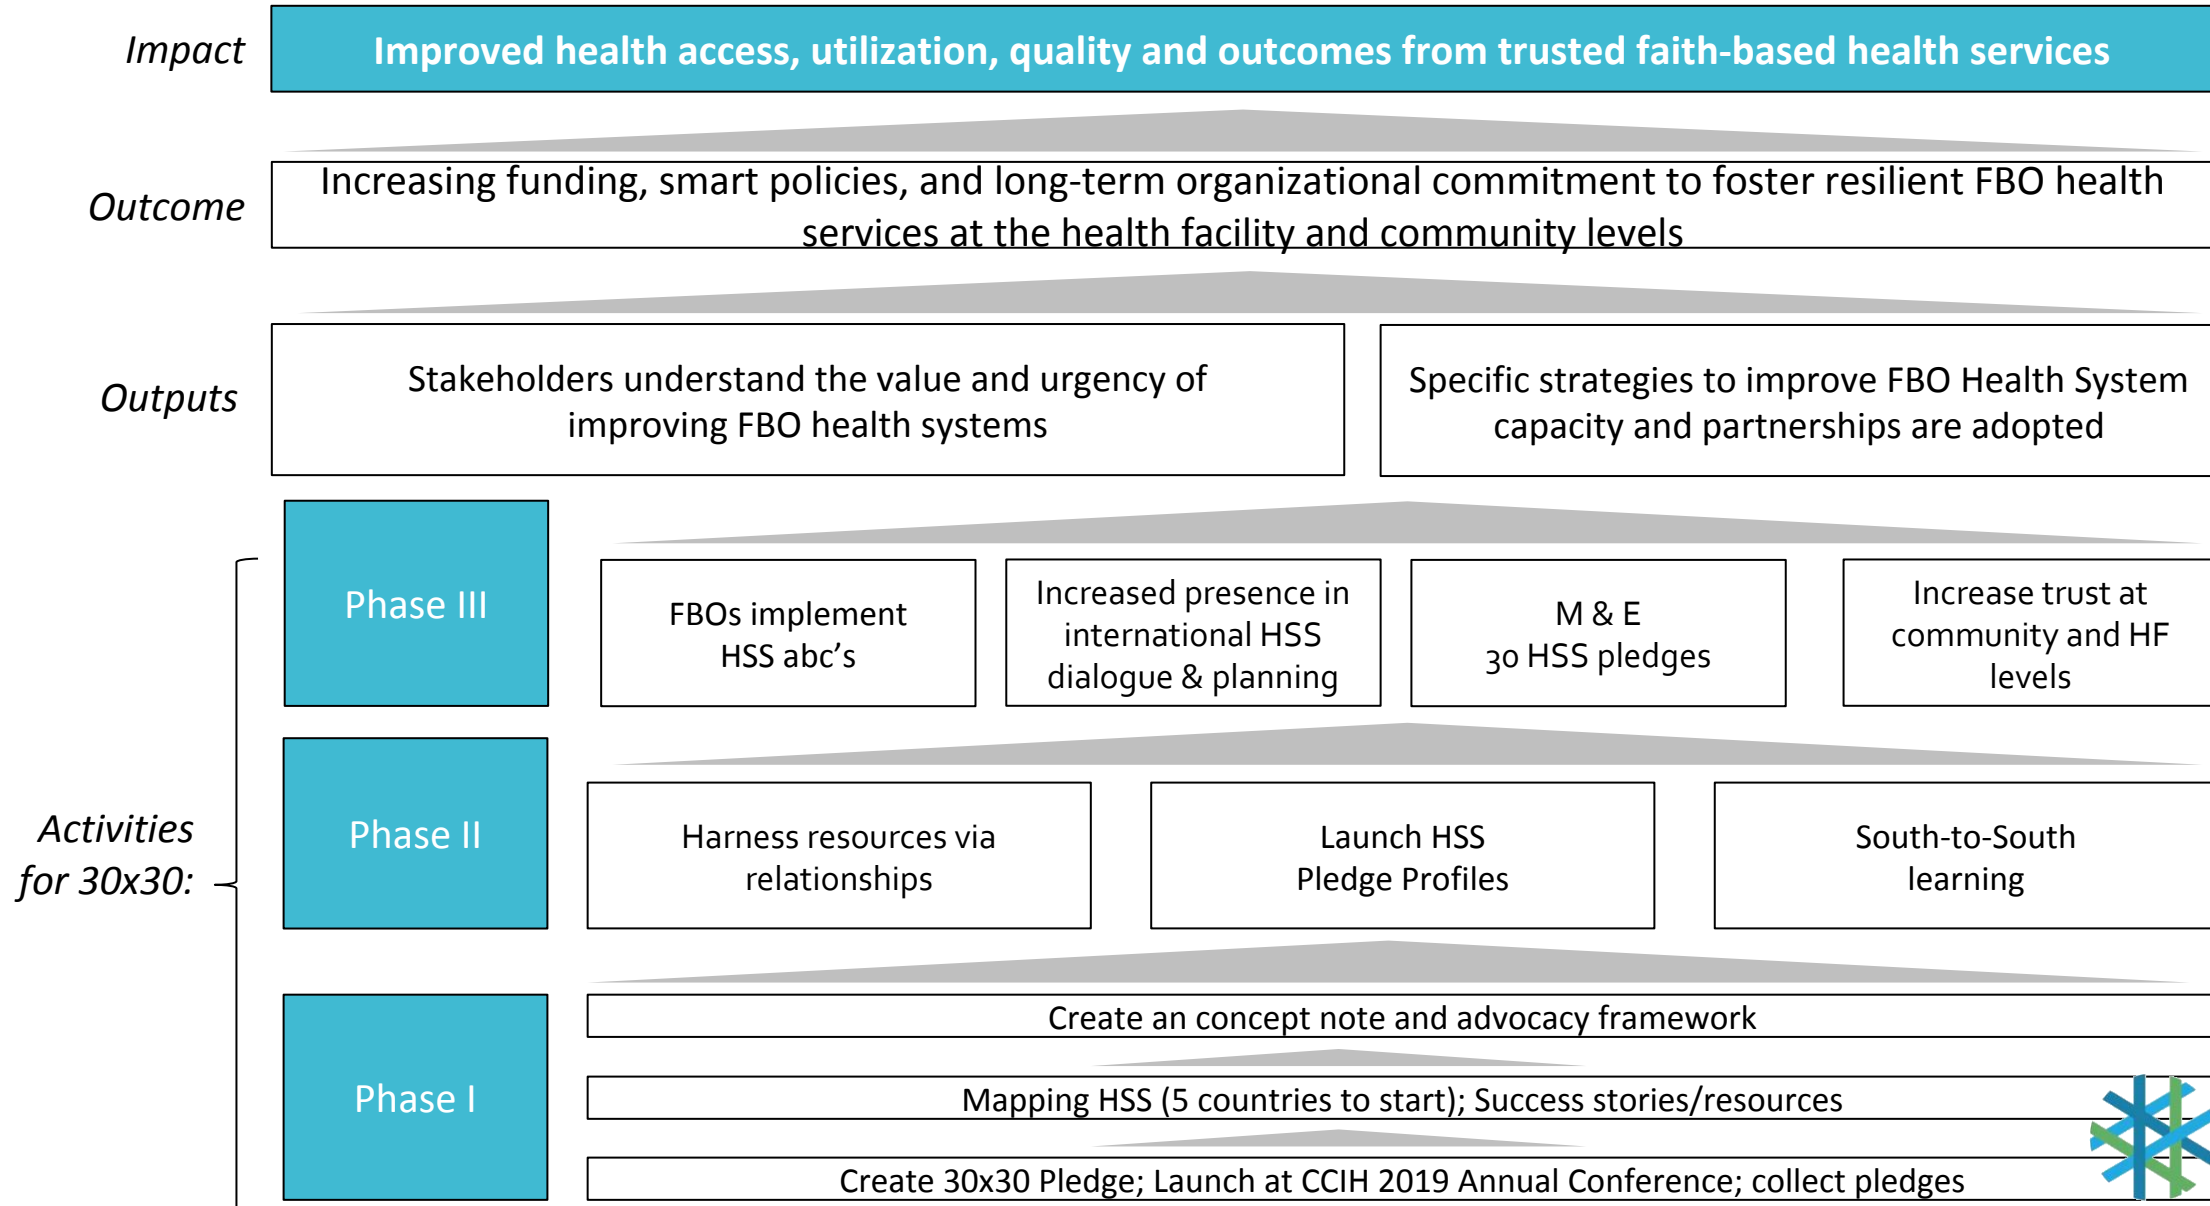 Impact
Improved health access, utilization, quality and outcomes from trusted faith-based health services
Outcome
Increasing funding, smart policies, and long-term organizational commitment to foster resilient FBO health
services at the health facility and community levels
Outputs
Stakeholders understand the value and urgency of
improving FBO health systems
Specific strategies to improve FBO Health System
capacity and partnerships are adopted
Activities
for 30x30:
Phase III
FBOs implement
HSS abc's
Increased presence in
international HSS
dialogue & planning
M & E
30 HSS pledges
Increase trust at
community and HF
levels
Phase II
Harness resources via
relationships
Launch HSS
Pledge Profiles
South-to-South
learning
Phase I
Create an concept note and advocacy framework
Mapping HSS (5 countries to start); Success stories/resources
Create 30x30 Pledge; Launch at CCIH 2019 Annual Conference; collect pledges